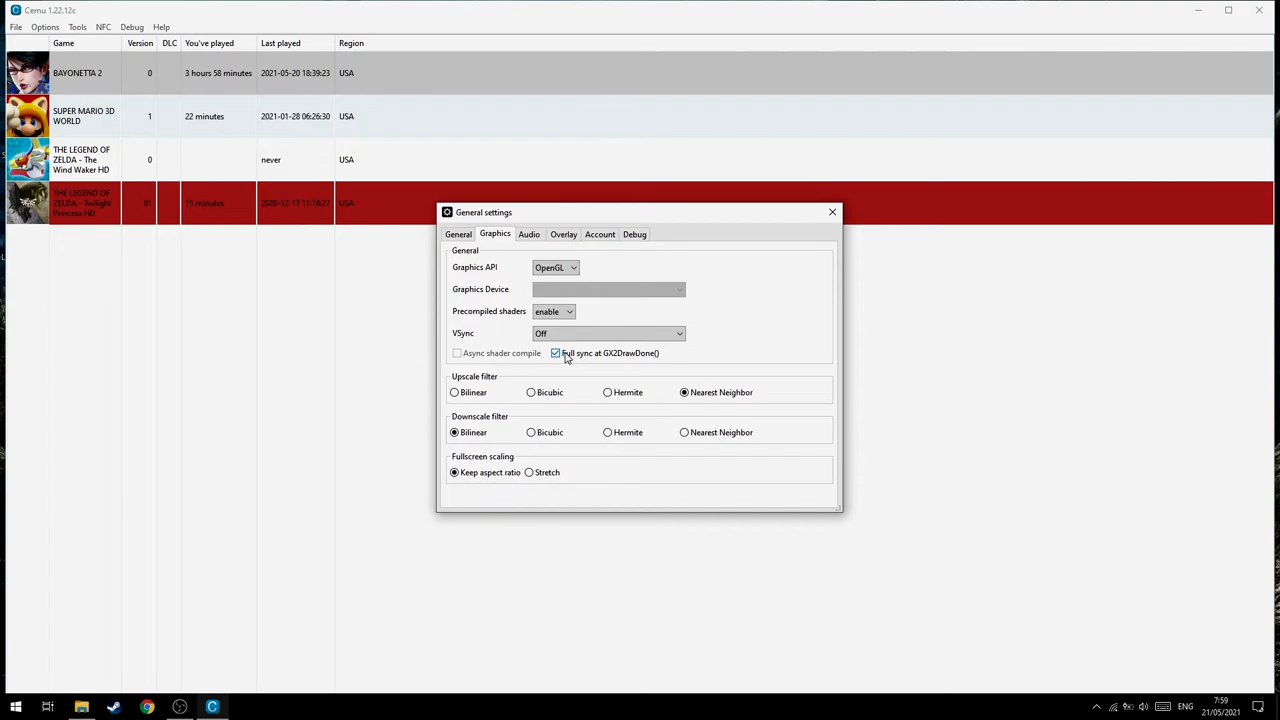 Cemu 1.22.12c
File Options Tools NFC Debug Help
Game Version DLC You've played Last played Region
BAYONETTA 2 0 3 hours 58 minutes 2021-05-20 18:39:23 USA
SUPER MARIO 3D
WORLD
1 22 minutes 2021-01-28 06:26:30 USA
THE LEGEND OF
ZELDA - The
Wind Waker HD
0 never USA
THE LEGEND OF
ZELDA - Twilight
Princess HD
81 15 minutes 2020-12-17 11:18:27 USA
General settings
General Graphics Audio Overlay Account Debug
General
Graphics API OpenGL
Graphics Device
Precompiled shaders enable
VSync Off
Async shader compile Full sync at GX2DrawDone()
Upscale filter
Bilinear Bicubic Hermite Nearest Neighbor
Downscale filter
Bilinear Bicubic Hermite Nearest Neighbor
Fullscreen scaling
Keep aspect ratio Stretch
ENG
7:59
21/05/2021